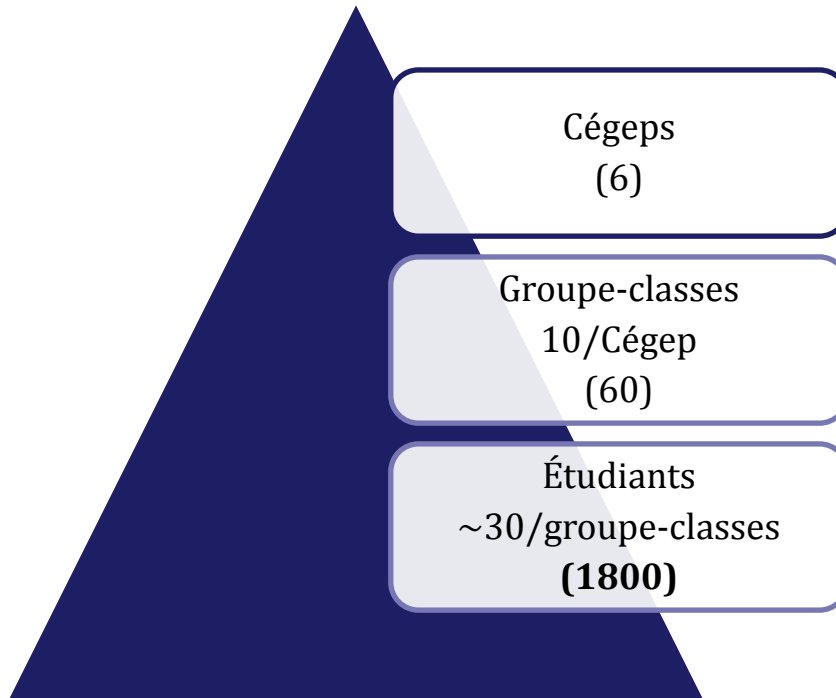 Cégeps
(6)
Groupe-classes
10/Cégep
(60)
Étudiants
~30/groupe-classes
(1800)